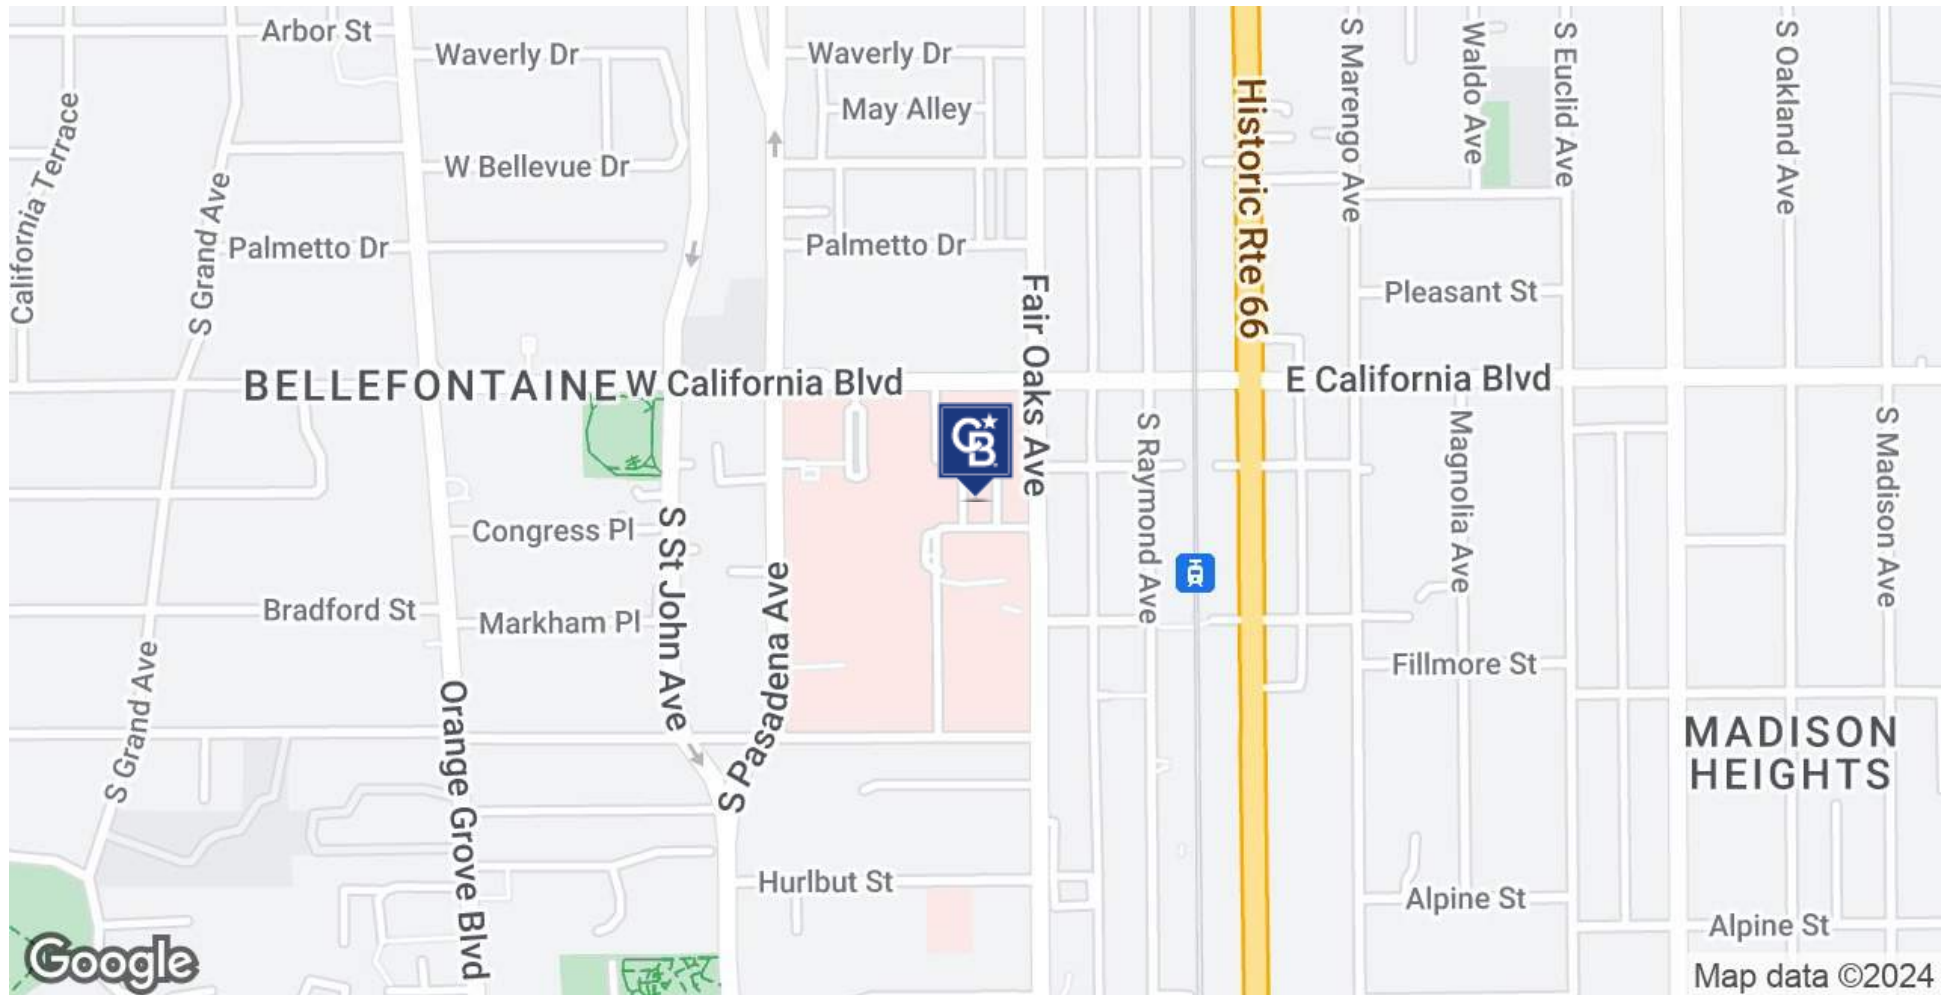 Arbor St
Waverly Dr
Waverly Dr
May Alley
W Bellevue Dr
California Terrace
S Grand Ave
Palmetto Dr
Palmetto Dr
Historic Rte 66
S Marengo Ave
Waldo Ave
S Euclid Ave
S Oakland Ave
Pleasant St
Fair Oaks Ave
BELLEFONTAINE
W California Blvd
E California Blvd
CB
S Raymond Ave
Magnolia Ave
S Madison Ave
Congress Pl
S St John Ave
S Pasadena Ave
Bradford St
Markham Pl
S Grand Ave
Orange Grove Blvd
Fillmore St
MADISON
HEIGHTS
Hurlbut St
Alpine St
Alpine St
Google
Map data ©2024